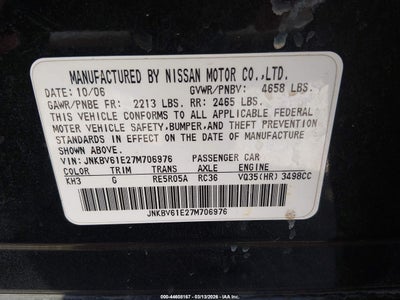 MANUFACTURED BY NISSAN MOTOR CO.,LTD.
DATE: 10/06 GVWR/PNBV: 4658 LBS.
GAWR/PNBE FR: 2213 LBS. RR: 2465 LBS.
THIS VEHICLE CONFORMS TO ALL APPLICABLE FEDERAL
MOTOR VEHICLE SAFETY, BUMPER, AND THEFT PREVENTION
STANDARDS IN EFFECT ON THE DATE OF MANUFACTURE
SHOWN ABOVE.
VIN: JNKBV61E27M706976 PASSENGER CAR
COLOR TRIM TRANS AXLE ENGINE
KH3 G RE5R05A RC36 VQ35(HR) 3498CC
JNKBV61E27M706976
000-44608167 - 03/13/2026 - IAA, Inc.